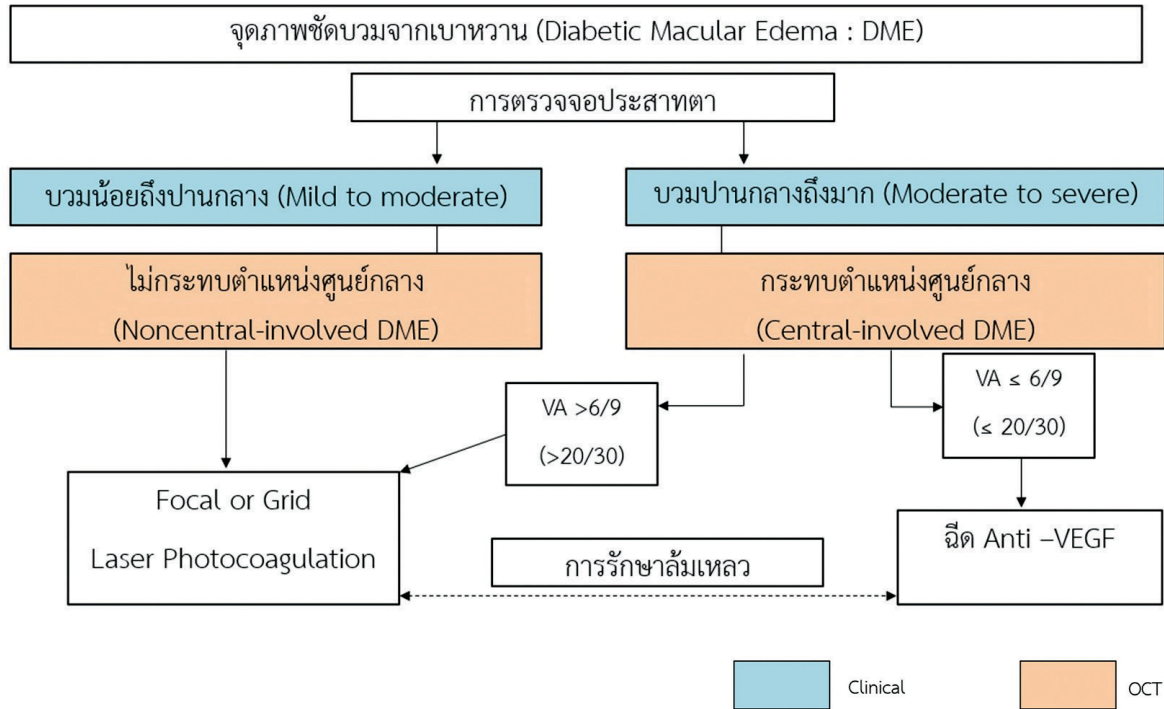 จุดภาพชัดบวมจากเบาหวาน (Diabetic Macular Edema : DME)
การตรวจจอประสาทตา
บวมน้อยถึงปานกลาง (Mild to moderate)
บวมปานกลางถึงมาก (Moderate to severe)
ไม่กระทบตำแหน่งศูนย์กลาง
(Noncentral-involved DME)
กระทบตำแหน่งศูนย์กลาง
(Central-involved DME)
VA >6/9
(>20/30)
VA ≤ 6/9
(≤ 20/30)
Focal or Grid
Laser Photocoagulation
ฉีด Anti –VEGF
การรักษาล้มเหลว
Clinical
OCT